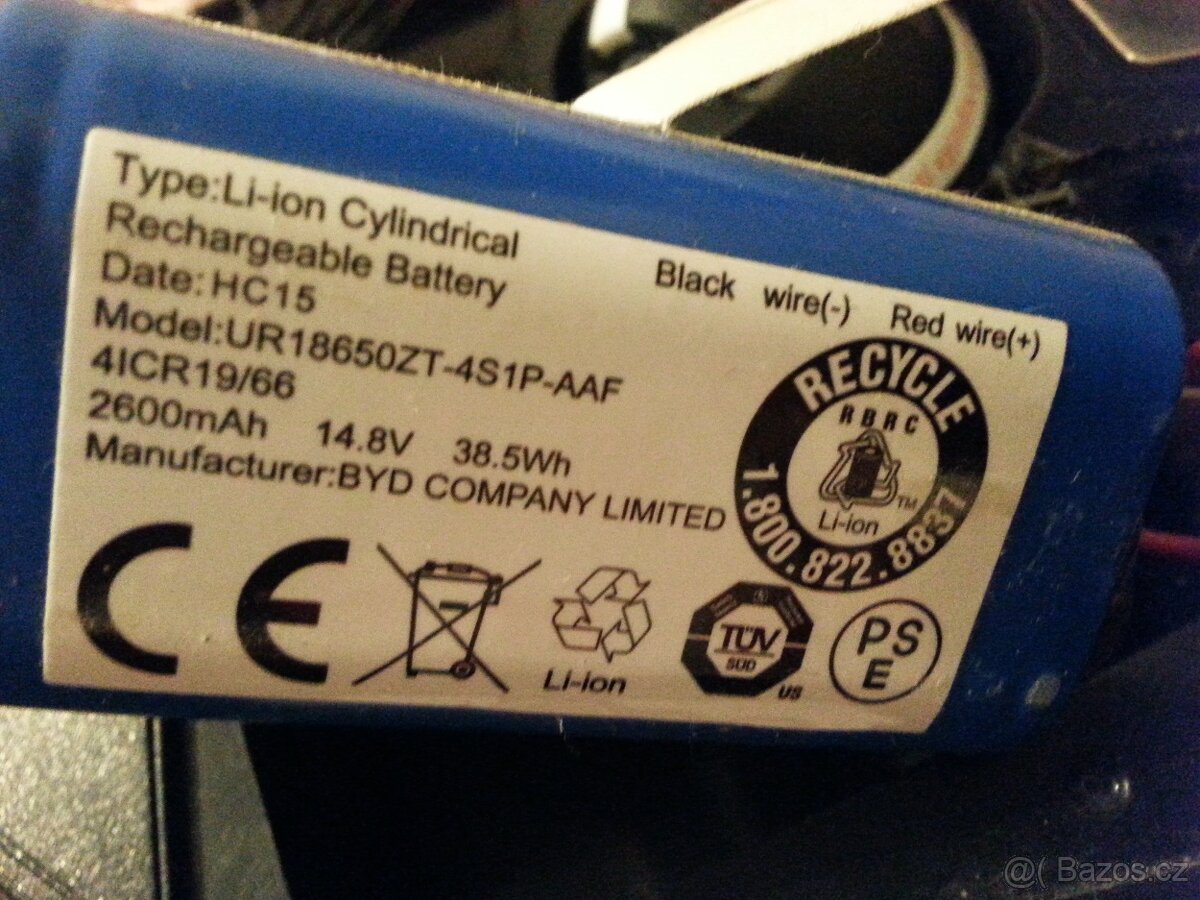 Type:Li-ion Cylindrical
Rechargeable Battery
Date:HC15
Model:UR18650ZT-4S1P-AAF
4ICR19/66
2600mAh 14.8V 38.5Wh
Manufacturer:BYD COMPANY LIMITED
Black wire(-) Red wire(+)
RECYCLE
RBRC
TM
Li-ion
1.800.822.8837
CE
Li-ion
TÜV
SÜD
US
PS
E
@( Bazos.cz